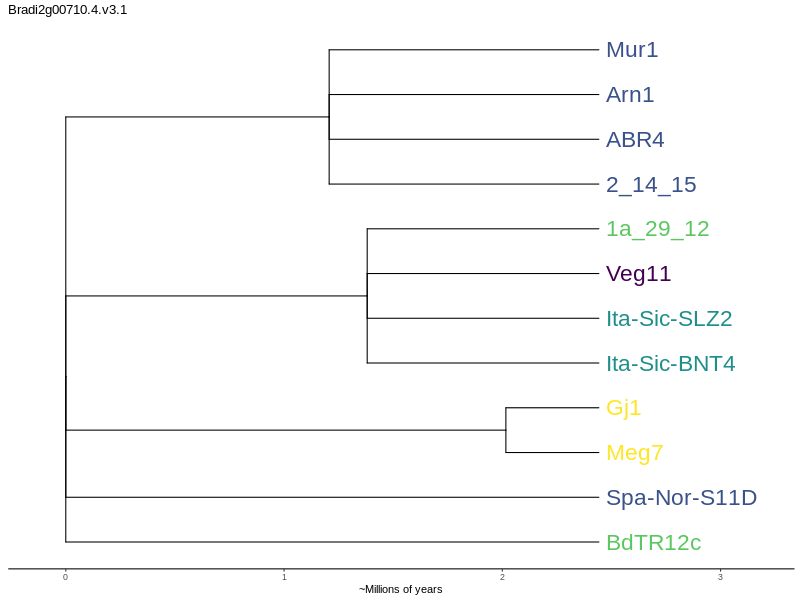 Bradi2g00710.4.v3.1
Mur1
Arn1
ABR4
2_14_15
1a_29_12
Veg11
Ita-Sic-SLZ2
Ita-Sic-BNT4
Gj1
Meg7
Spa-Nor-S11D
BdTR12c
0 1 2 3
~Millions of years